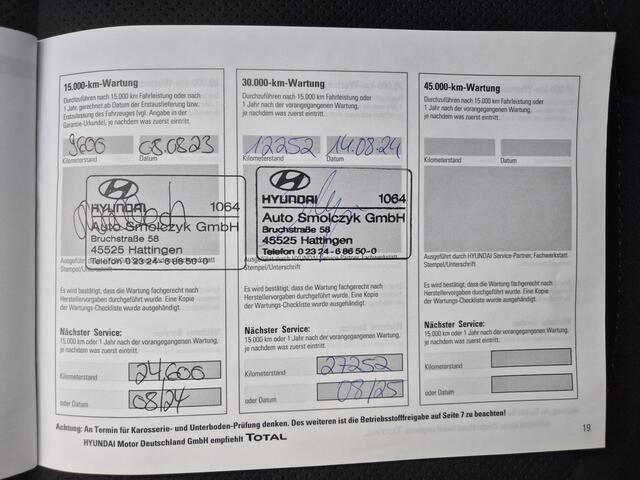 15.000-km-Wartung
Durchzuführen nach 15.000 km Fahrleistung oder nach
1 Jahr, gerechnet ab Datum der Erstauslieferung bzw.
Erstzulassung des Fahrzeuges (vgl. Angabe in der
Garantie-Urkunde), je nachdem was zuerst eintritt.
9600 08.08.23
Kilometerstand Datum
HYUNDAI 1064
Auto Smolczyk GmbH
Bruchstraße 58
45525 Hattingen
Telefon 0 23 24 - 6 86 50-0
Stempel/Unterschrift
Es wird bestätigt, dass die Wartung fachgerecht nach
Herstellervorgaben durchgeführt wurde. Eine Kopie
der Wartungs-Checkliste wurde ausgehändigt.
Nächster Service:
15.000 km oder 1 Jahr nach der vorangegangenen Wartung,
je nachdem was zuerst eintritt.
Kilometerstand 24.600
oder Datum 08/24
30.000-km-Wartung
Durchzuführen nach 15.000 km Fahrleistung oder
1 Jahr nach der vorangegangenen Wartung,
je nachdem was zuerst eintritt.
12252 14.08.24
Kilometerstand Datum
HYUNDAI 1064
Auto Smolczyk GmbH
Bruchstraße 58
45525 Hattingen
Telefon 0 23 24 - 6 86 50-0
Ausgeführt durch HYUNDAI Service-Partner, Fachwerkstatt
Stempel/Unterschrift
Es wird bestätigt, dass die Wartung fachgerecht nach
Herstellervorgaben durchgeführt wurde. Eine Kopie
der Wartungs-Checkliste wurde ausgehändigt.
Nächster Service:
15.000 km oder 1 Jahr nach der vorangegangenen Wartung,
je nachdem was zuerst eintritt.
Kilometerstand 27252
oder Datum 08/25
45.000-km-Wartung
Durchzuführen nach 15.000 km Fahrleistung oder
1 Jahr nach der vorangegangenen Wartung,
je nachdem was zuerst eintritt.
Kilometerstand Datum
Ausgeführt durch HYUNDAI Service-Partner, Fachwerkstatt
Stempel/Unterschrift
Es wird bestätigt, dass die Wartung fachgerecht nach
Herstellervorgaben durchgeführt wurde. Eine Kopie
der Wartungs-Checkliste wurde ausgehändigt.
Nächster Service:
15.000 km oder 1 Jahr nach der vorangegangenen Wartung,
je nachdem was zuerst eintritt.
Kilometerstand
oder Datum
Achtung: An Termin für Karosserie- und Unterboden-Prüfung denken. Des weiteren ist die Betriebsstofffreigabe auf Seite 7 zu beachten!
HYUNDAI Motor Deutschland GmbH empfiehlt TOTAL
19